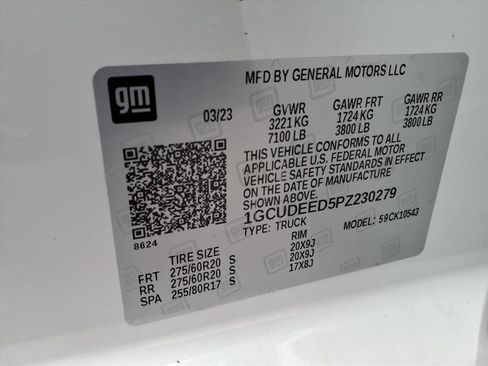 gm
MFD BY GENERAL MOTORS LLC
03/23
GVWR GAWR FRT GAWR RR
3221 KG 1724 KG 1724 KG
7100 LB 3800 LB 3800 LB
THIS VEHICLE CONFORMS TO ALL
APPLICABLE U.S. FEDERAL MOTOR
VEHICLE SAFETY STANDARDS IN EFFECT
ON THE DATE OF MANUFACTURE
SHOWN ABOVE.
1GCUDEED5PZ230279
TYPE: TRUCK MODEL: 59CK10543
8624
TIRE SIZE RIM
FRT 275/60R20 S 20X9J
RR 275/60R20 S 20X9J
SPA 255/80R17 S 17X8J